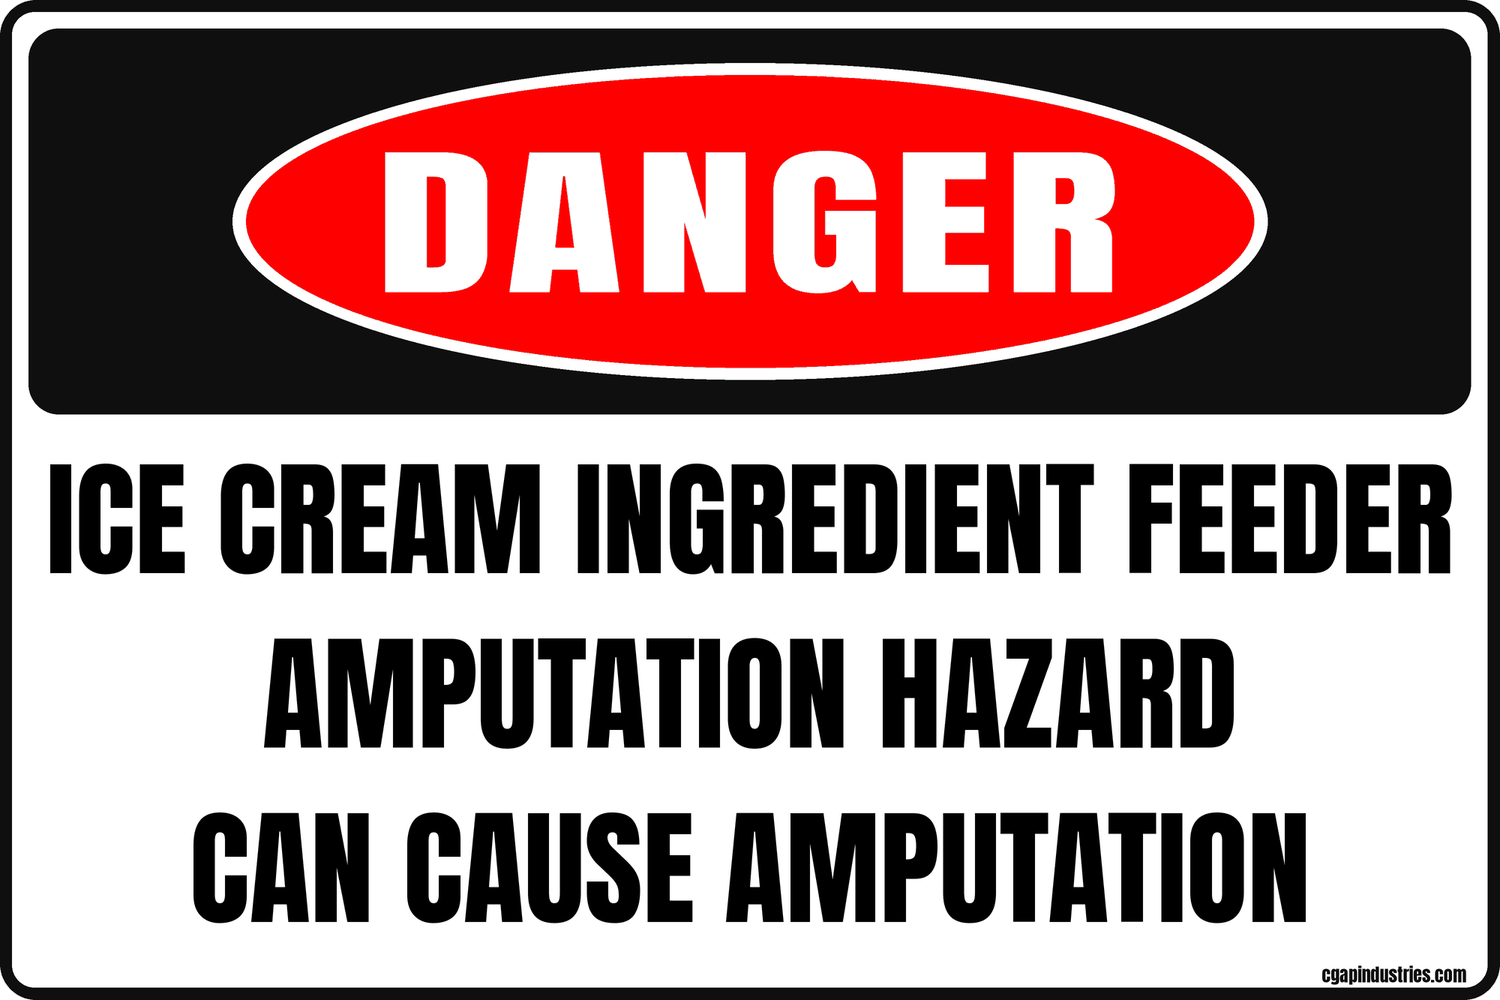 DANGER
ICE CREAM INGREDIENT FEEDER
AMPUTATION HAZARD
CAN CAUSE AMPUTATION
cgapindustries.com